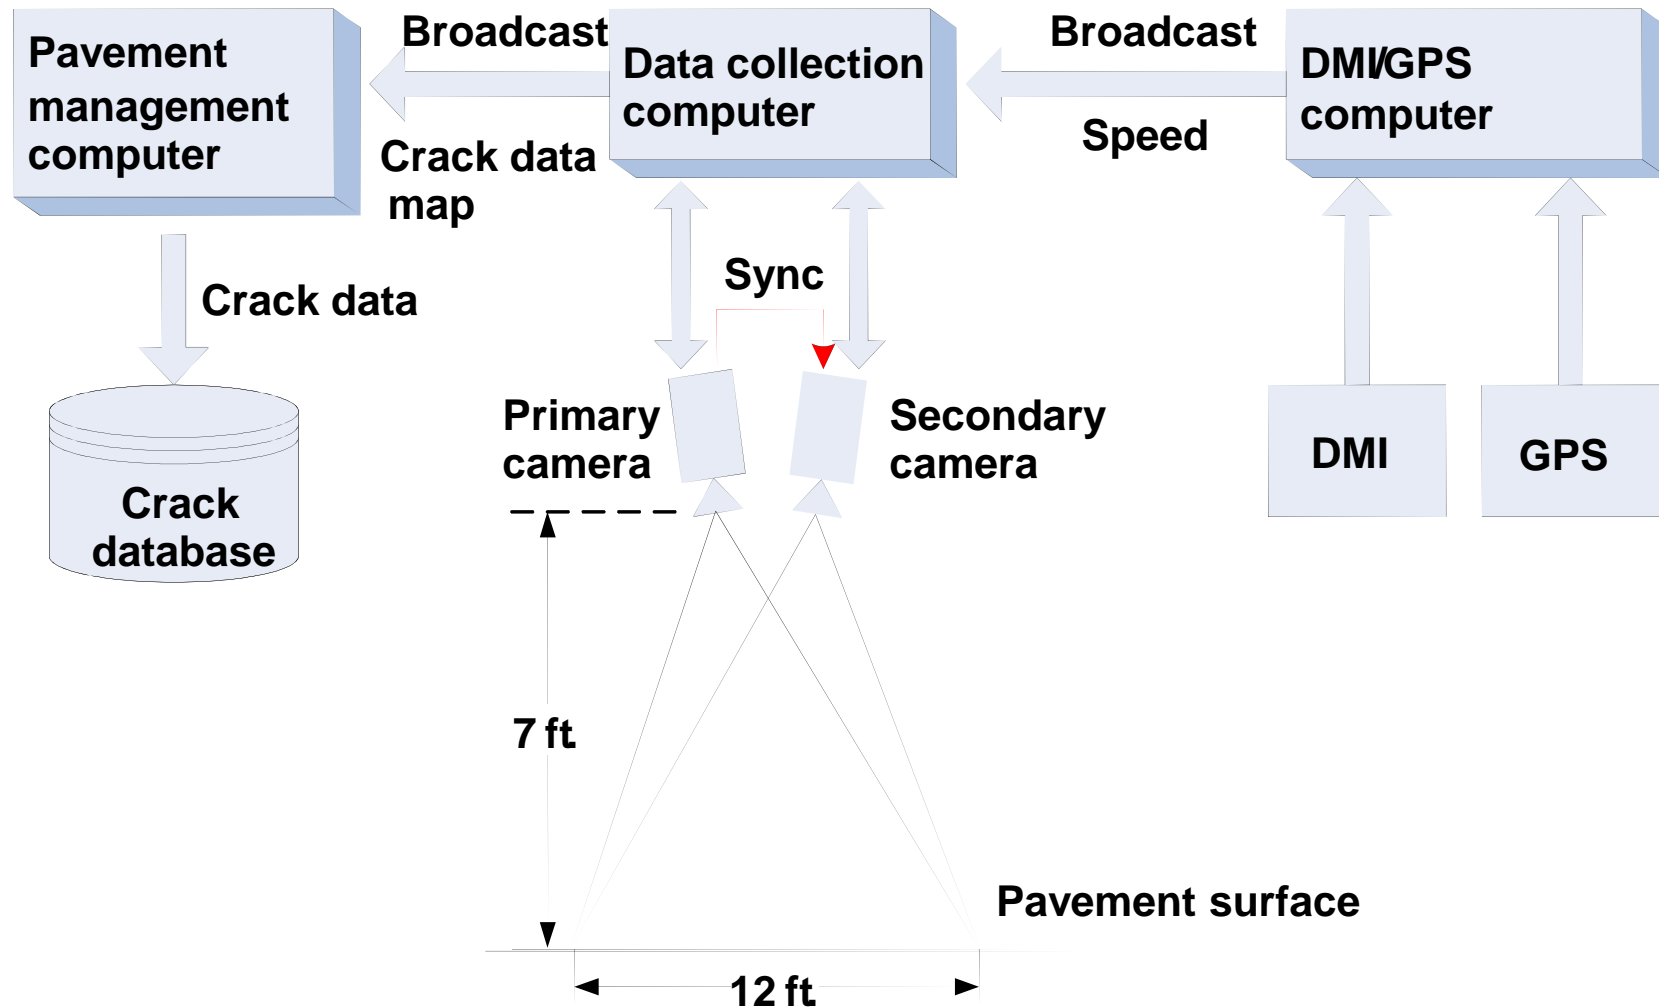 Pavement
management
computer
Broadcast
Crack data
map
Data collection
computer
Broadcast
Speed
DMI/GPS
computer
Crack data
Sync
Crack
database
Primary
camera
Secondary
camera
DMI
GPS
7 ft.
Pavement surface
12 ft.